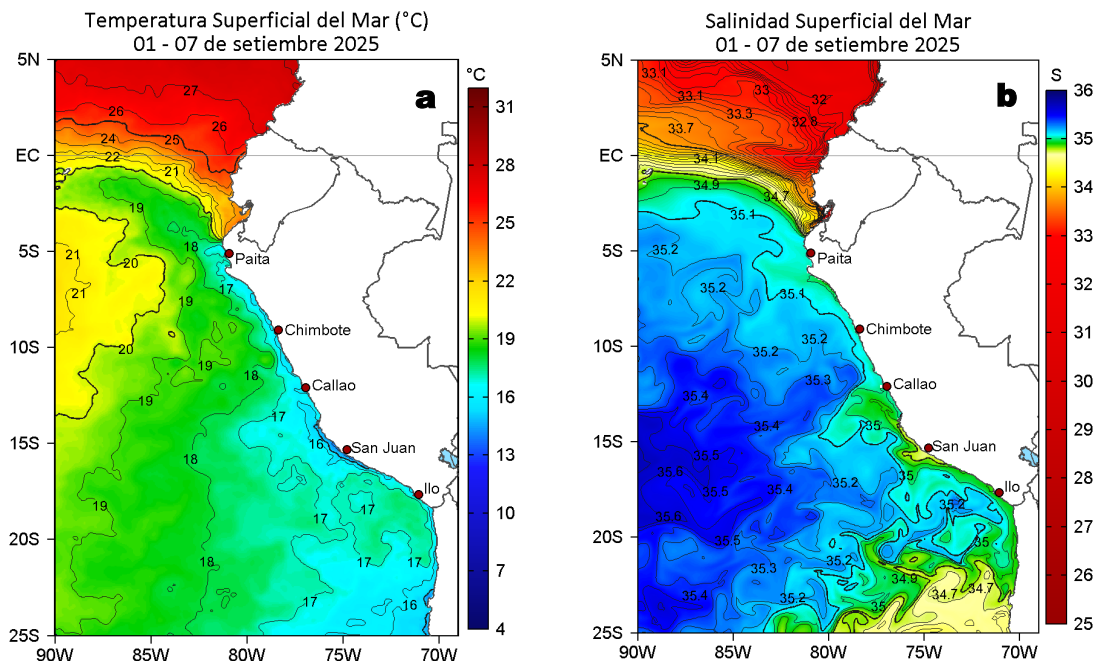 Temperatura Superficial del Mar (°C)
01 - 07 de setiembre 2025
Salinidad Superficial del Mar
01 - 07 de setiembre 2025
5N
EC
5S
10S
15S
20S
25S
90W
85W
80W
75W
70W
a
27
26
26
25
24
22
21
19
18
21
20
21
19
20
17
19
18
19
17
16
18
19
17
17
18
17
17
17
16
Paita
Chimbote
Callao
San Juan
Ilo
°C
31
28
25
22
19
16
13
10
7
4
5N
EC
5S
10S
15S
20S
25S
90W
85W
80W
75W
70W
b
33.1
33.1
33
32
33.3
32.8
33.7
34.1
34.9
34.7
35.1
35.2
35.2
35.1
35.2
35.2
35.3
35.4
35.4
35
35.5
35.6
35.5
35.4
35.2
35
35.2
35.6
35.5
35
35.2
35.3
34.9
35.4
35.2
35
34.7
34.7
Paita
Chimbote
Callao
San Juan
Ilo
S
36
35
34
33
32
31
30
29
28
27
26
25